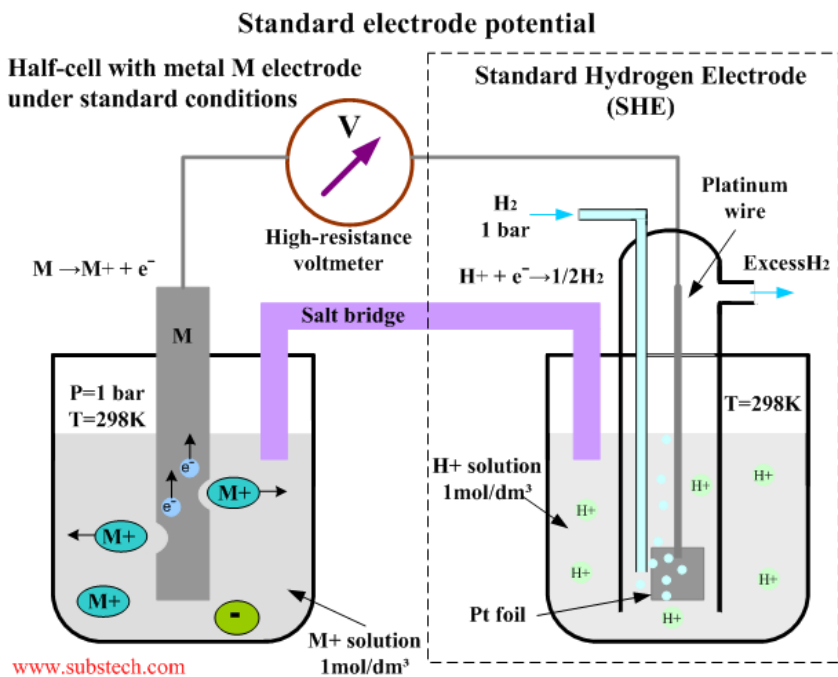 Standard electrode potential
Half-cell with metal M electrode
under standard conditions
Standard Hydrogen Electrode
(SHE)
V
High-resistance
voltmeter
H₂
1 bar
Platinum
wire
ExcessH₂
M →M+ + e⁻
H+ + e⁻→1/2H₂
Salt bridge
M
P=1 bar
T=298K
T=298K
e⁻
e⁻
M+
M+
M+
-
H+ solution
1mol/dm³
H+
H+
H+
H+
H+
H+
Pt foil
M+ solution
1mol/dm³
www.substech.com